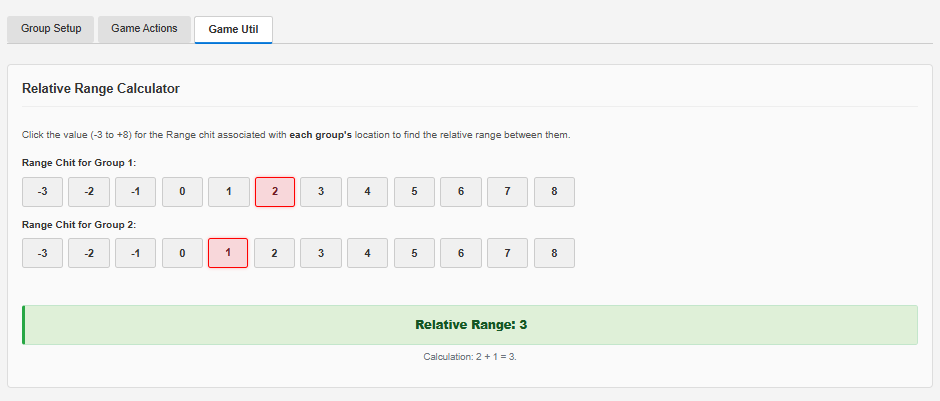 Group Setup Game Actions Game Util
Relative Range Calculator
Click the value (-3 to +8) for the Range chit associated with each group's location to find the relative range between them.
Range Chit for Group 1:
-3 -2 -1 0 1 2 3 4 5 6 7 8
Range Chit for Group 2:
-3 -2 -1 0 1 2 3 4 5 6 7 8
Relative Range: 3
Calculation: 2 + 1 = 3.